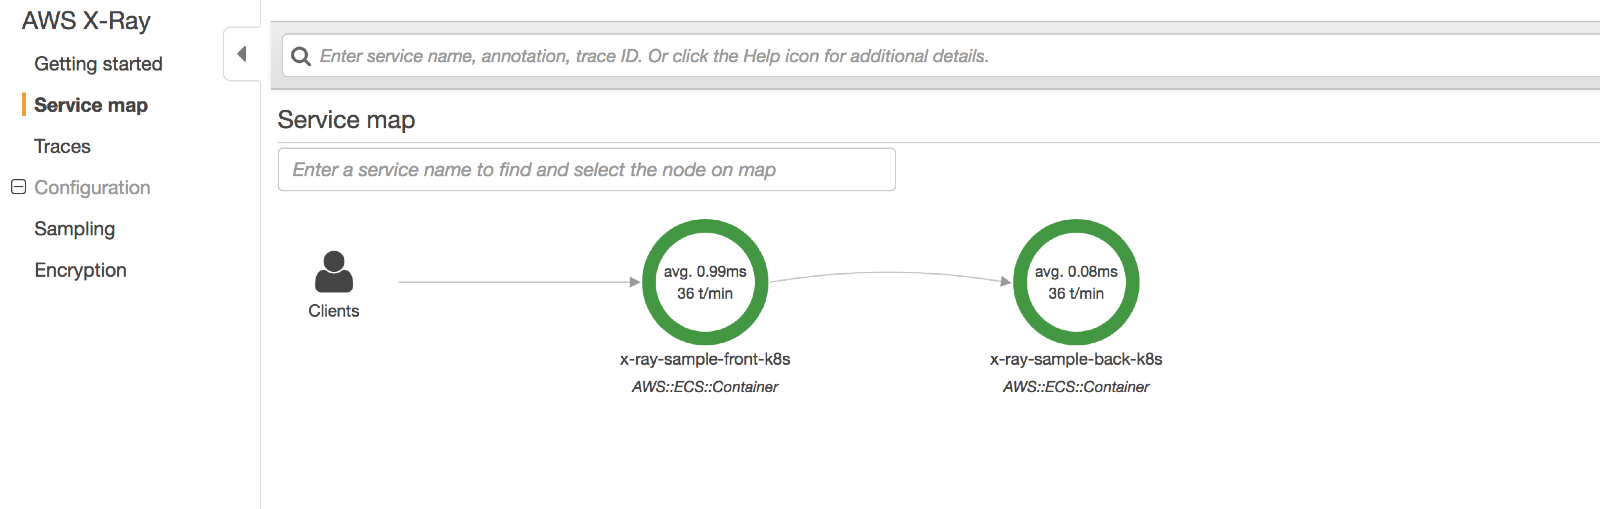 AWS X-Ray
Getting started
Service map
Traces
Configuration
Sampling
Encryption
Enter service name, annotation, trace ID. Or click the Help icon for additional details.
Service map
Enter a service name to find and select the node on map
Clients
avg. 0.99ms
36 t/min
x-ray-sample-front-k8s
AWS::ECS::Container
avg. 0.08ms
36 t/min
x-ray-sample-back-k8s
AWS::ECS::Container